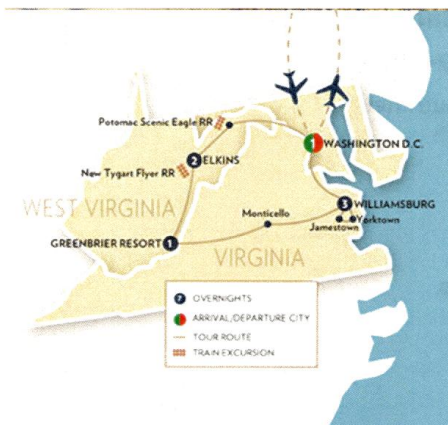 Potomac Scenic Eagle RR
1
WASHINGTON D.C.
2 ELKINS
New Tygart Flyer RR
WEST VIRGINIA
3 WILLIAMSBURG
Monticello
Jamestown
Yorktown
GREENBRIER RESORT 1
VIRGINIA
OVERNIGHTS
ARRIVAL/DEPARTURE CITY
TOUR ROUTE
TRAIN EXCURSION